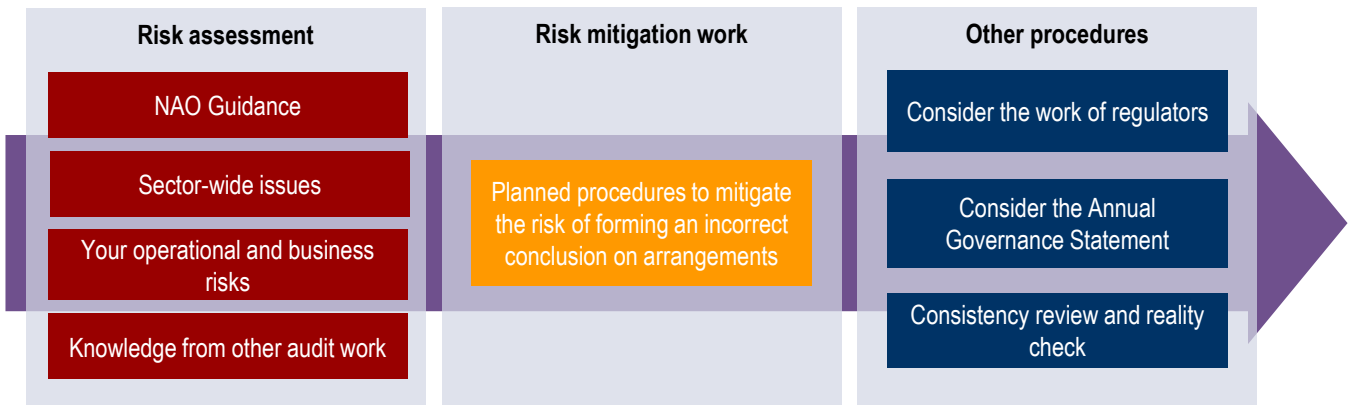 Risk assessment
NAO Guidance
Sector-wide issues
Your operational and business
risks
Knowledge from other audit work
Risk mitigation work
Planned procedures to mitigate
the risk of forming an incorrect
conclusion on arrangements
Other procedures
Consider the work of regulators
Consider the Annual
Governance Statement
Consistency review and reality
check